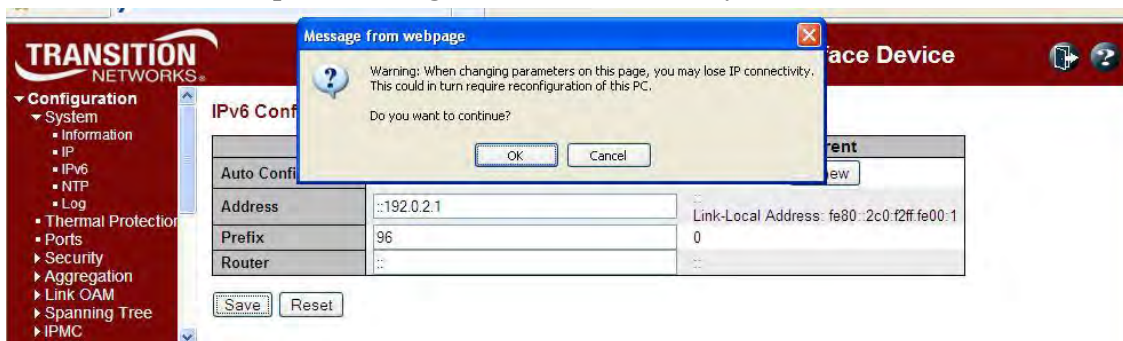 TRANSITION
NETWORKS®
Message from webpage
Warning: When changing parameters on this page, you may lose IP connectivity.
This could in turn require reconfiguration of this PC.
Do you want to continue?
OK Cancel
ace Device
Configuration
System
Information
IP
IPv6
NTP
Log
Thermal Protection
Ports
Security
Aggregation
Link OAM
Spanning Tree
IPMC
IPv6 Conf
rent
Auto Confi
ew
Address ::192.0.2.1 ::
Link-Local Address: fe80::2c0:f2ff:fe00:1
Prefix 96 0
Router :: ::
Save Reset